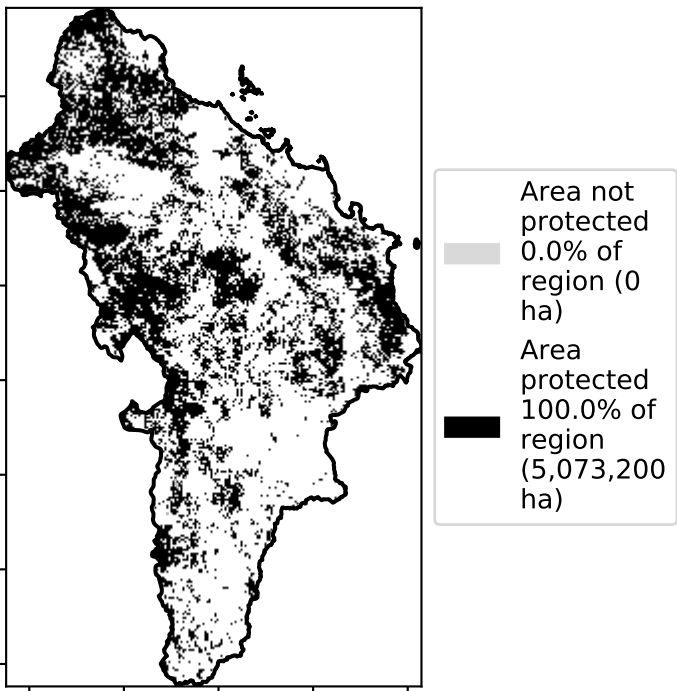 Area not
protected
0.0% of
region (0
ha)
Area
protected
100.0% of
region
(5,073,200
ha)